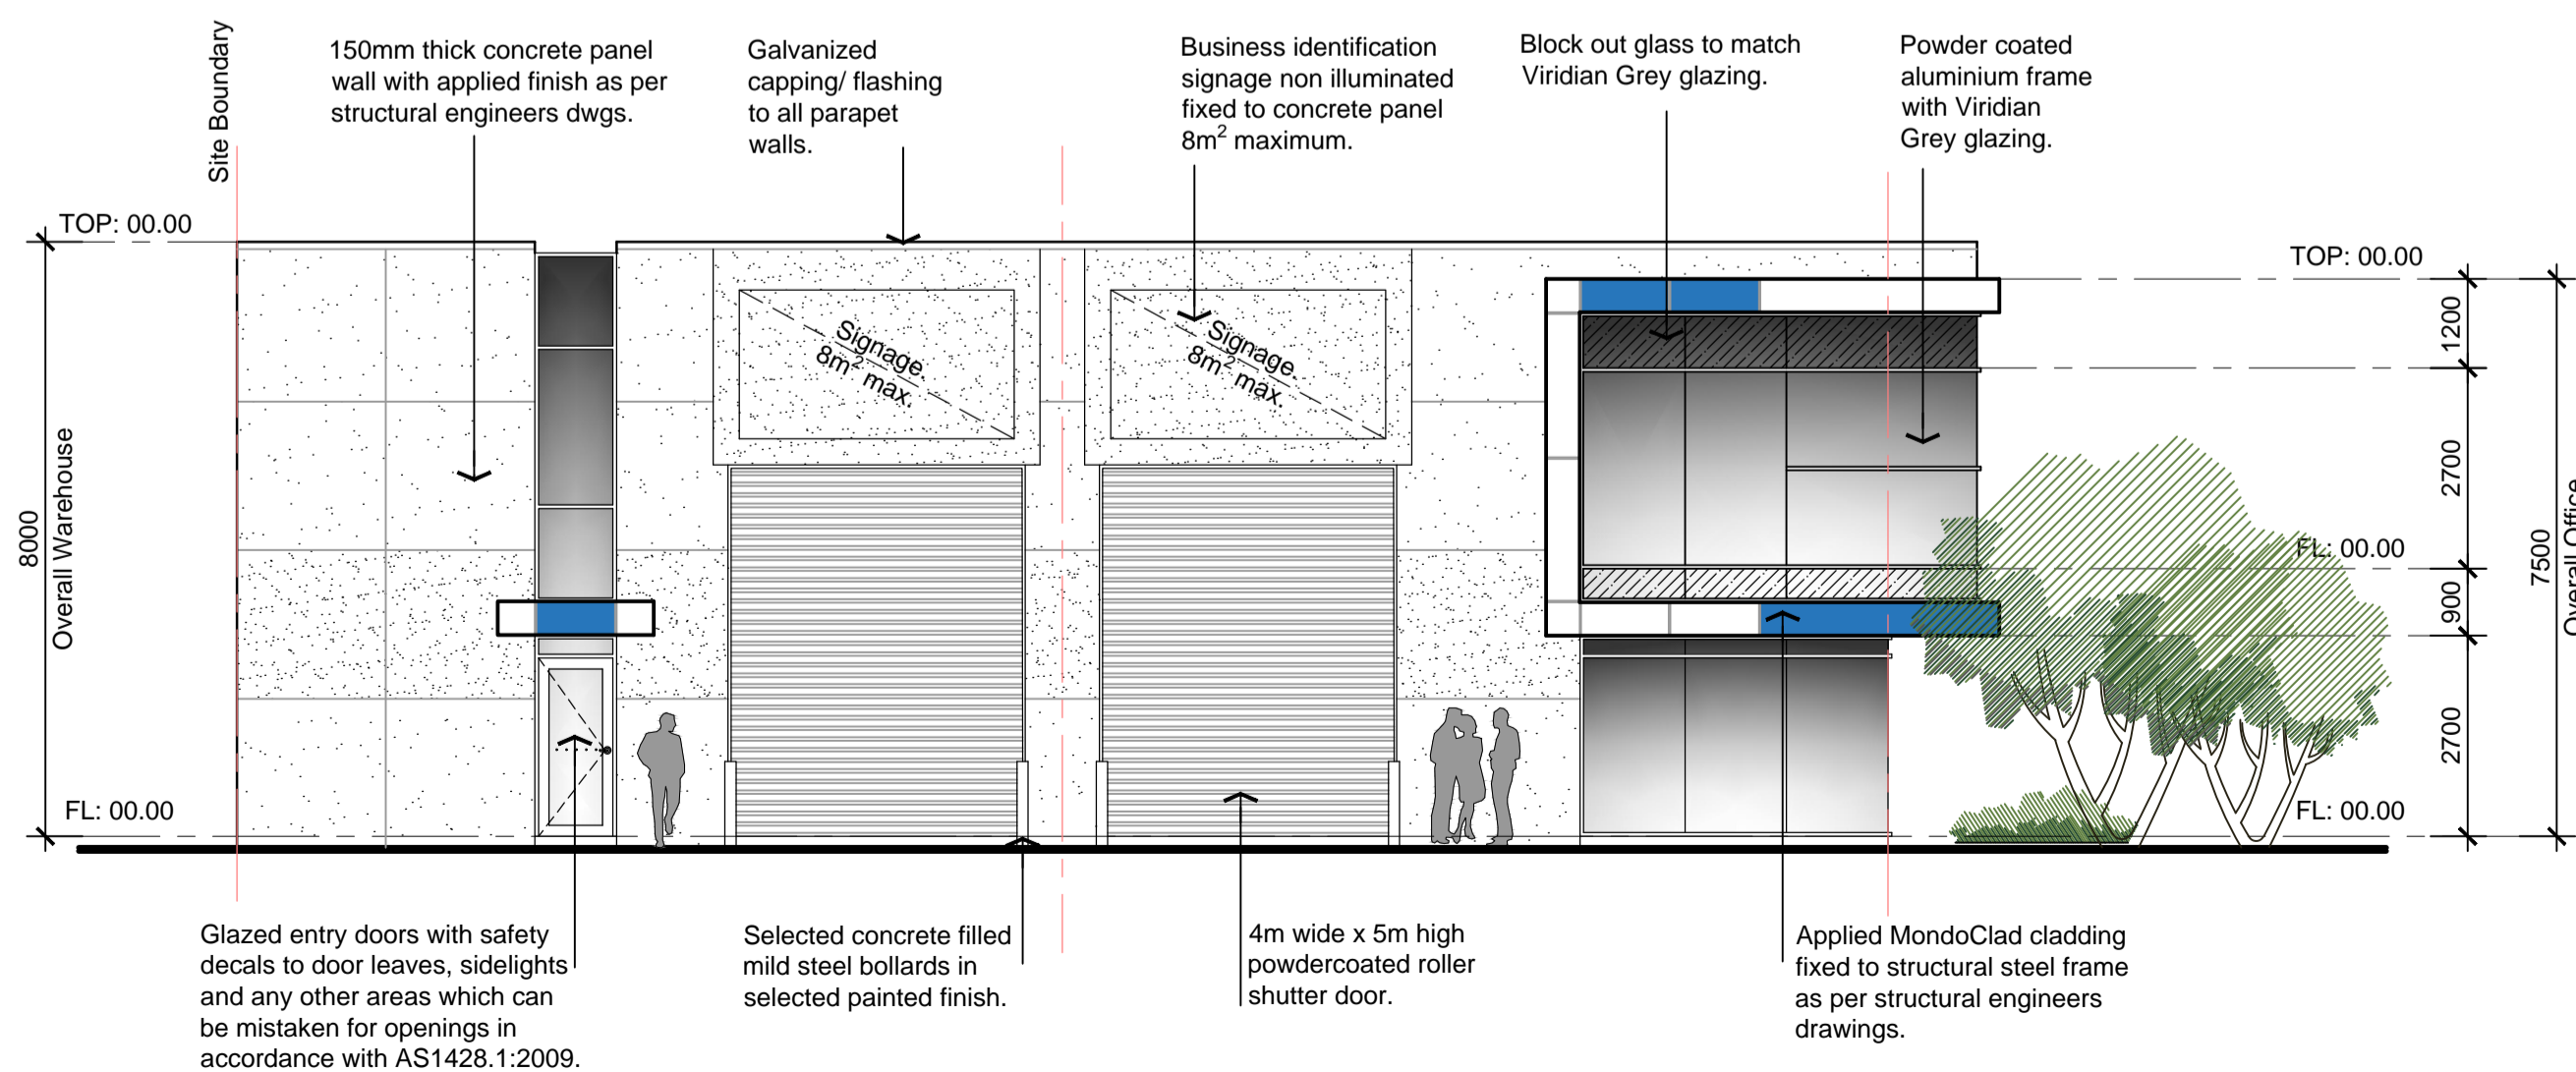 Site Boundary
150mm thick concrete panel
wall with applied finish as per
structural engineers dwgs.
Galvanized
capping/ flashing
to all parapet
walls.
Business identification
signage non illuminated
fixed to concrete panel
8m² maximum.
Block out glass to match
Viridian Grey glazing.
Powder coated
aluminium frame
with Viridian
Grey glazing.
TOP: 00.00
TOP: 00.00
8000
Overall Warehouse
Signage.
8m² max.
Signage.
8m² max.
1200
2700
FL: 00.00
900
2700
7500
Overall Office
FL: 00.00
FL: 00.00
Glazed entry doors with safety
decals to door leaves, sidelights
and any other areas which can
be mistaken for openings in
accordance with AS1428.1:2009.
Selected concrete filled
mild steel bollards in
selected painted finish.
4m wide x 5m high
powdercoated roller
shutter door.
Applied MondoClad cladding
fixed to structural steel frame
as per structural engineers
drawings.